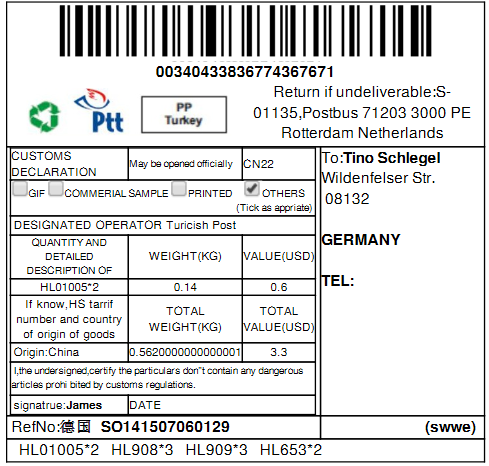 00340433836774367671
Ptt
PP
Turkey
Return if undeliverable:S-
01135,Postbus 71203 3000 PE
Rotterdam Netherlands
CUSTOMS
DECLARATION
May be opened officially
CN22
GIF COMMERIAL SAMPLE PRINTED OTHERS
(Tick as appriate)
DESIGNATED OPERATOR Turicish Post
QUANTITY AND
DETAILED
DESCRIPTION OF
WEIGHT(KG)
VALUE(USD)
HL01005*2 0.14 0.6
If know,HS tarrif
number and country
of origin of goods
TOTAL
WEIGHT(KG)
TOTAL
VALUE(USD)
Origin:China 0.5620000000000001 3.3
I,the undersigned,certify the particulars don"t contain any dangerous
articles prohi bited by customs regulations.
signatrue:James DATE
To:Tino Schlegel
Wildenfelser Str.
08132
GERMANY
TEL:
RefNo:德国 SO141507060129 (swwe)
HL01005*2 HL908*3 HL909*3 HL653*2